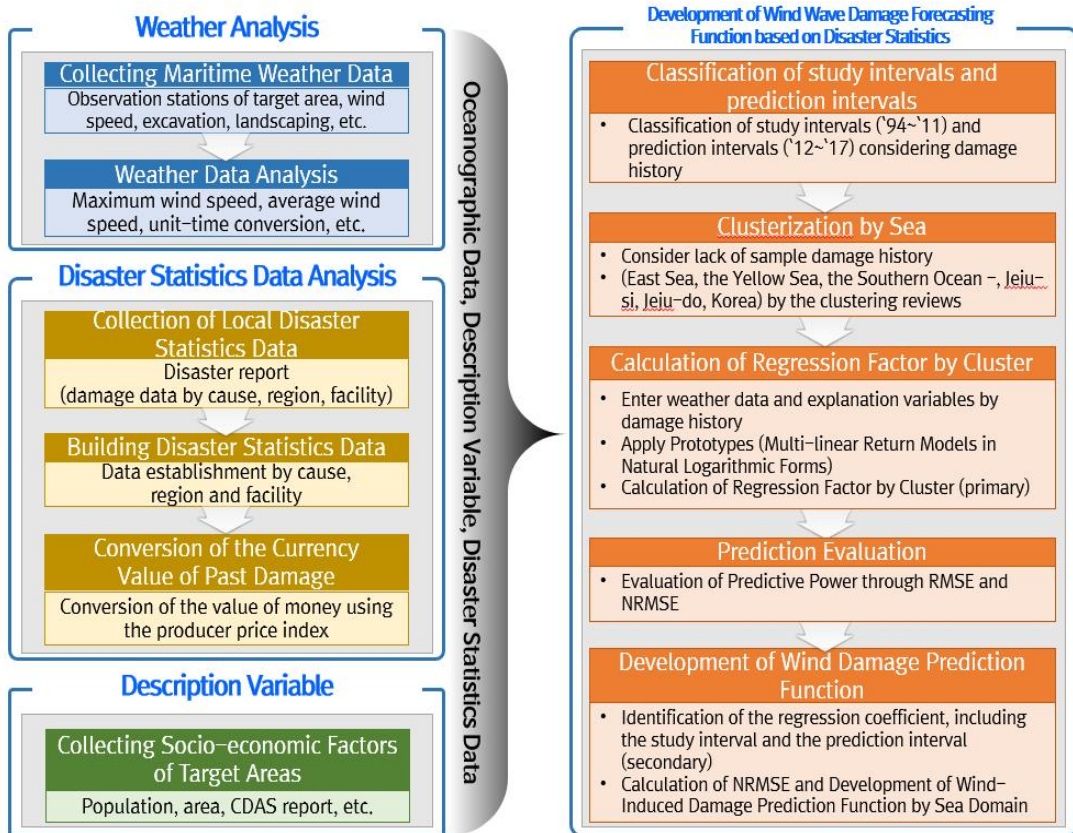 Weather Analysis
Collecting Maritime Weather Data
Observation stations of target area, wind
speed, excavation, landscaping, etc.
Weather Data Analysis
Maximum wind speed, average wind
speed, unit-time conversion, etc.
Disaster Statistics Data Analysis
Collection of Local Disaster
Statistics Data
Disaster report
(damage data by cause, region, facility)
Building Disaster Statistics Data
Data establishment by cause,
region and facility
Conversion of the Currency
Value of Past Damage
Conversion of the value of money using
the producer price index
Description Variable
Collecting Socio-economic Factors
of Target Areas
Population, area, CDAS report, etc.
Oceanographic Data, Description Variable, Disaster Statistics Data
Development of Wind Wave Damage Forecasting
Function based on Disaster Statistics
Classification of study intervals and
prediction intervals
• Classification of study intervals (`94~`11) and
prediction intervals (`12~`17) considering damage
history
Clusterization by Sea
• Consider lack of sample damage history
• (East Sea, the Yellow Sea, the Southern Ocean -, Jeju-
si, Jeju-do, Korea) by the clustering reviews
Calculation of Regression Factor by Cluster
• Enter weather data and explanation variables by
damage history
• Apply Prototypes (Multi-linear Return Models in
Natural Logarithmic Forms)
• Calculation of Regression Factor by Cluster (primary)
Prediction Evaluation
• Evaluation of Predictive Power through RMSE and
NRMSE
Development of Wind Damage Prediction
Function
• Identification of the regression coefficient, including
the study interval and the prediction interval
(secondary)
• Calculation of NRMSE and Development of Wind-
Induced Damage Prediction Function by Sea Domain